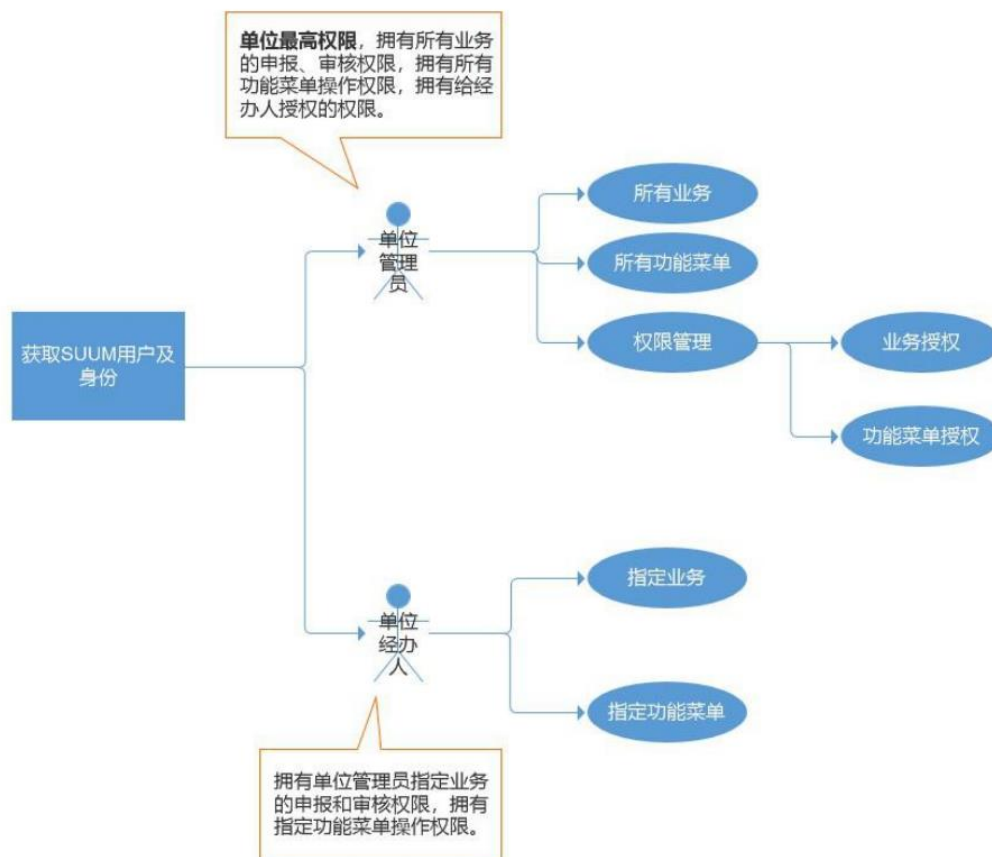 单位最高权限，拥有所有业务
的申报、审核权限，拥有所有
功能菜单操作权限，拥有给经
办人授权的权限。
所有业务
单位
管理
员
所有功能菜单
获取SUUM用户及
身份
权限管理
业务授权
功能菜单授权
指定业务
单位
经办
人
指定功能菜单
拥有单位管理员指定业务
的申报和审核权限，拥有
指定功能菜单操作权限。